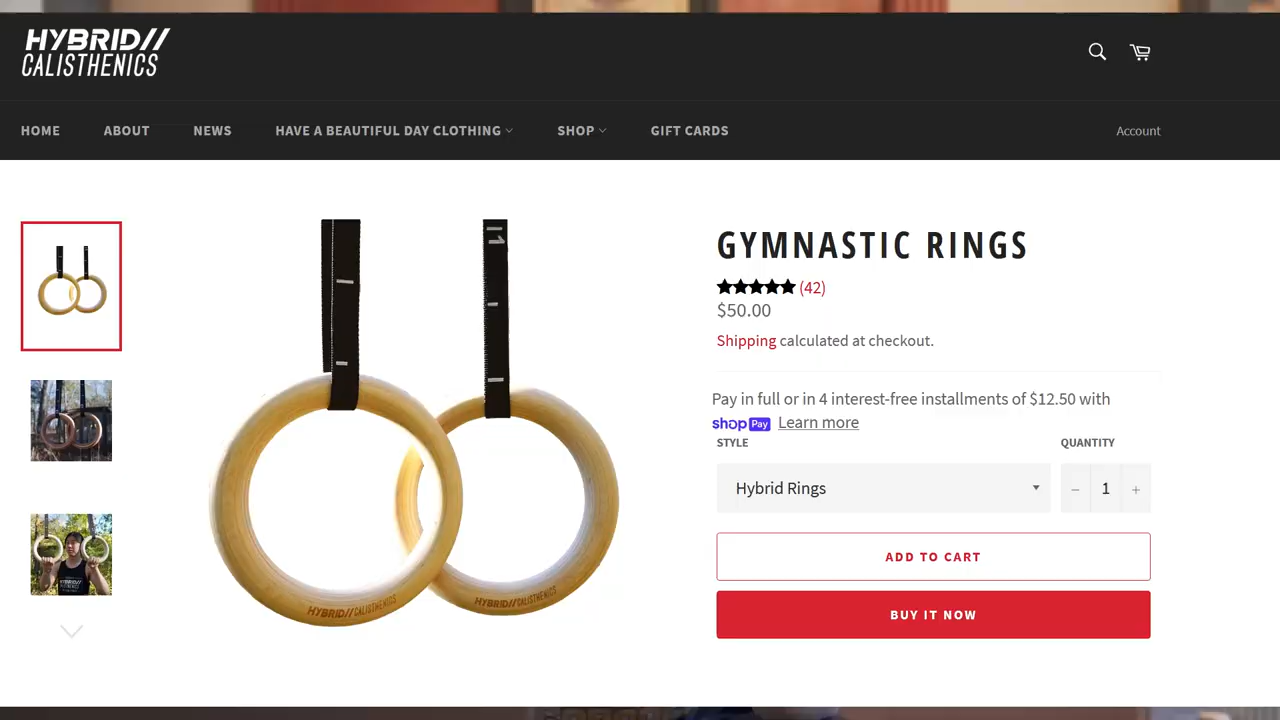 HYBRID//
CALISTHENICS
HOME
ABOUT
NEWS
HAVE A BEAUTIFUL DAY CLOTHING
SHOP
GIFT CARDS
Account
GYMNASTIC RINGS
(42)
$50.00
Shipping calculated at checkout.
Pay in full or in 4 interest-free installments of $12.50 with
shop Pay Learn more
STYLE
QUANTITY
Hybrid Rings
− 1 +
ADD TO CART
BUY IT NOW
HYBRID//CALISTHENICS
HYBRID//CALISTHENICS